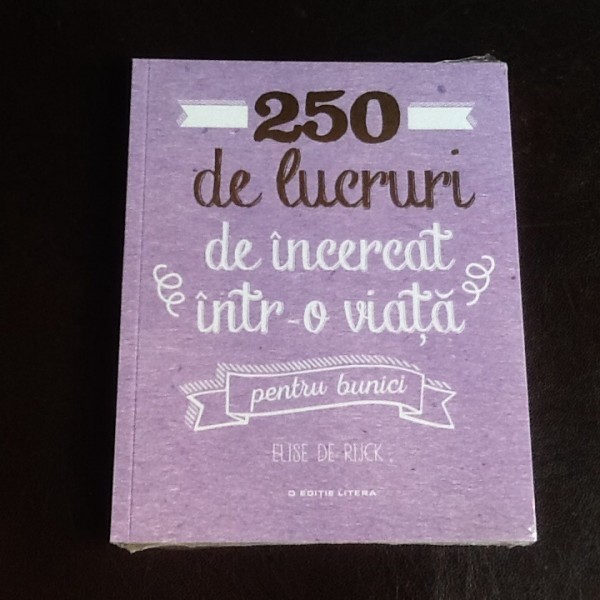 250
de lucruri
de încercat
într-o viață
pentru bunici
ELISE DE RIJCK
O EDIȚIE LITERA